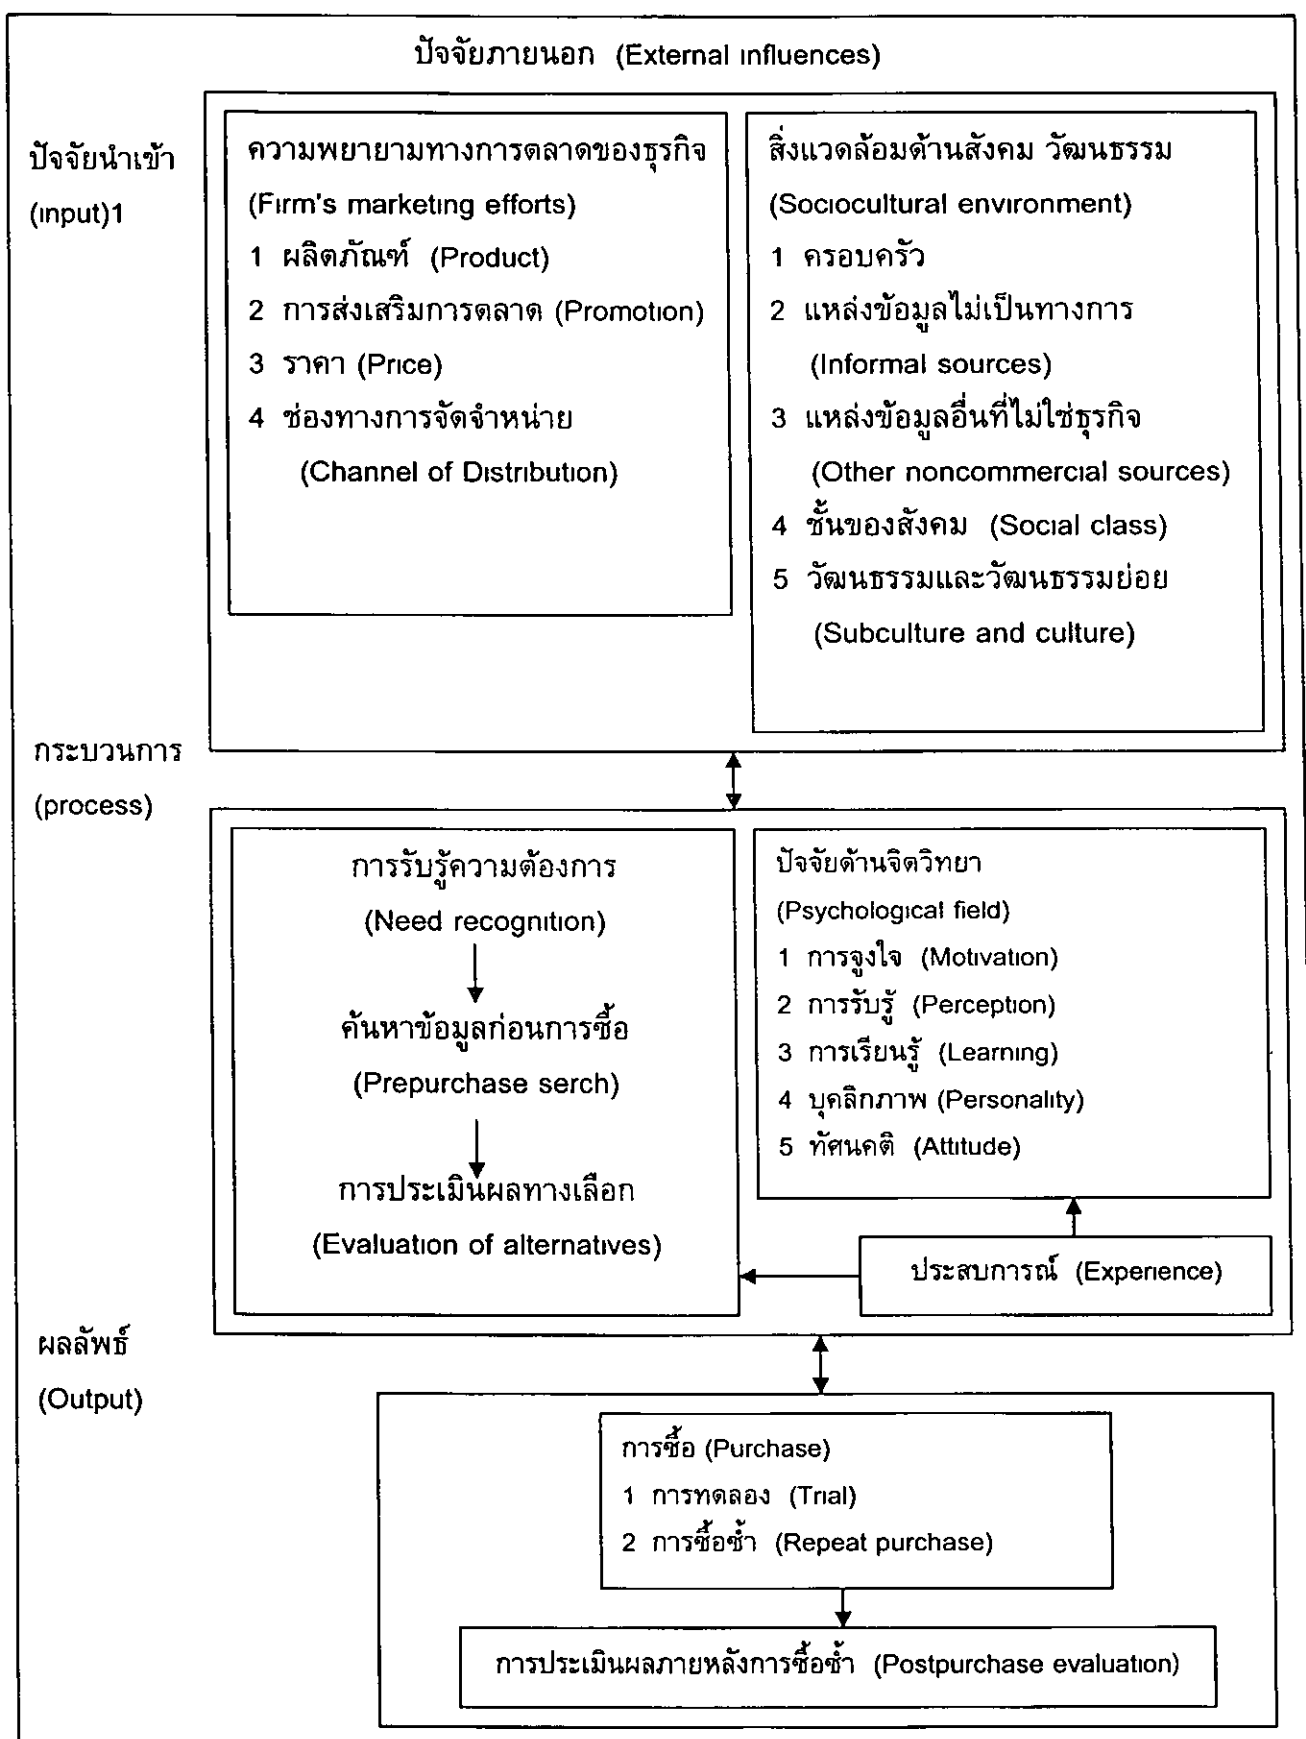 ปัจจัยภายนอก (External influences)
ปัจจัยนำเข้า
(input)1
ความพยายามทางการตลาดของธุรกิจ
(Firm's marketing efforts)
1 ผลิตภัณฑ์ (Product)
2 การส่งเสริมการตลาด (Promotion)
3 ราคา (Price)
4 ช่องทางการจัดจำหน่าย
(Channel of Distribution)
สิ่งแวดล้อมด้านสังคม วัฒนธรรม
(Sociocultural environment)
1 ครอบครัว
2 แหล่งข้อมูลไม่เป็นทางการ
(Informal sources)
3 แหล่งข้อมูลอื่นที่ไม่ใช่ธุรกิจ
(Other noncommercial sources)
4 ชั้นของสังคม (Social class)
5 วัฒนธรรมและวัฒนธรรมย่อย
(Subculture and culture)
กระบวนการ
(process)
การรับรู้ความต้องการ
(Need recognition)
ค้นหาข้อมูลก่อนการซื้อ
(Prepurchase serch)
การประเมินผลทางเลือก
(Evaluation of alternatives)
ปัจจัยด้านจิตวิทยา
(Psychological field)
1 การจูงใจ (Motivation)
2 การรับรู้ (Perception)
3 การเรียนรู้ (Learning)
4 บุคลิกภาพ (Personality)
5 ทัศนคติ (Attitude)
ประสบการณ์ (Experience)
ผลลัพธ์
(Output)
การซื้อ (Purchase)
1 การทดลอง (Trial)
2 การซื้อซ้ำ (Repeat purchase)
การประเมินผลภายหลังการซื้อซ้ำ (Postpurchase evaluation)